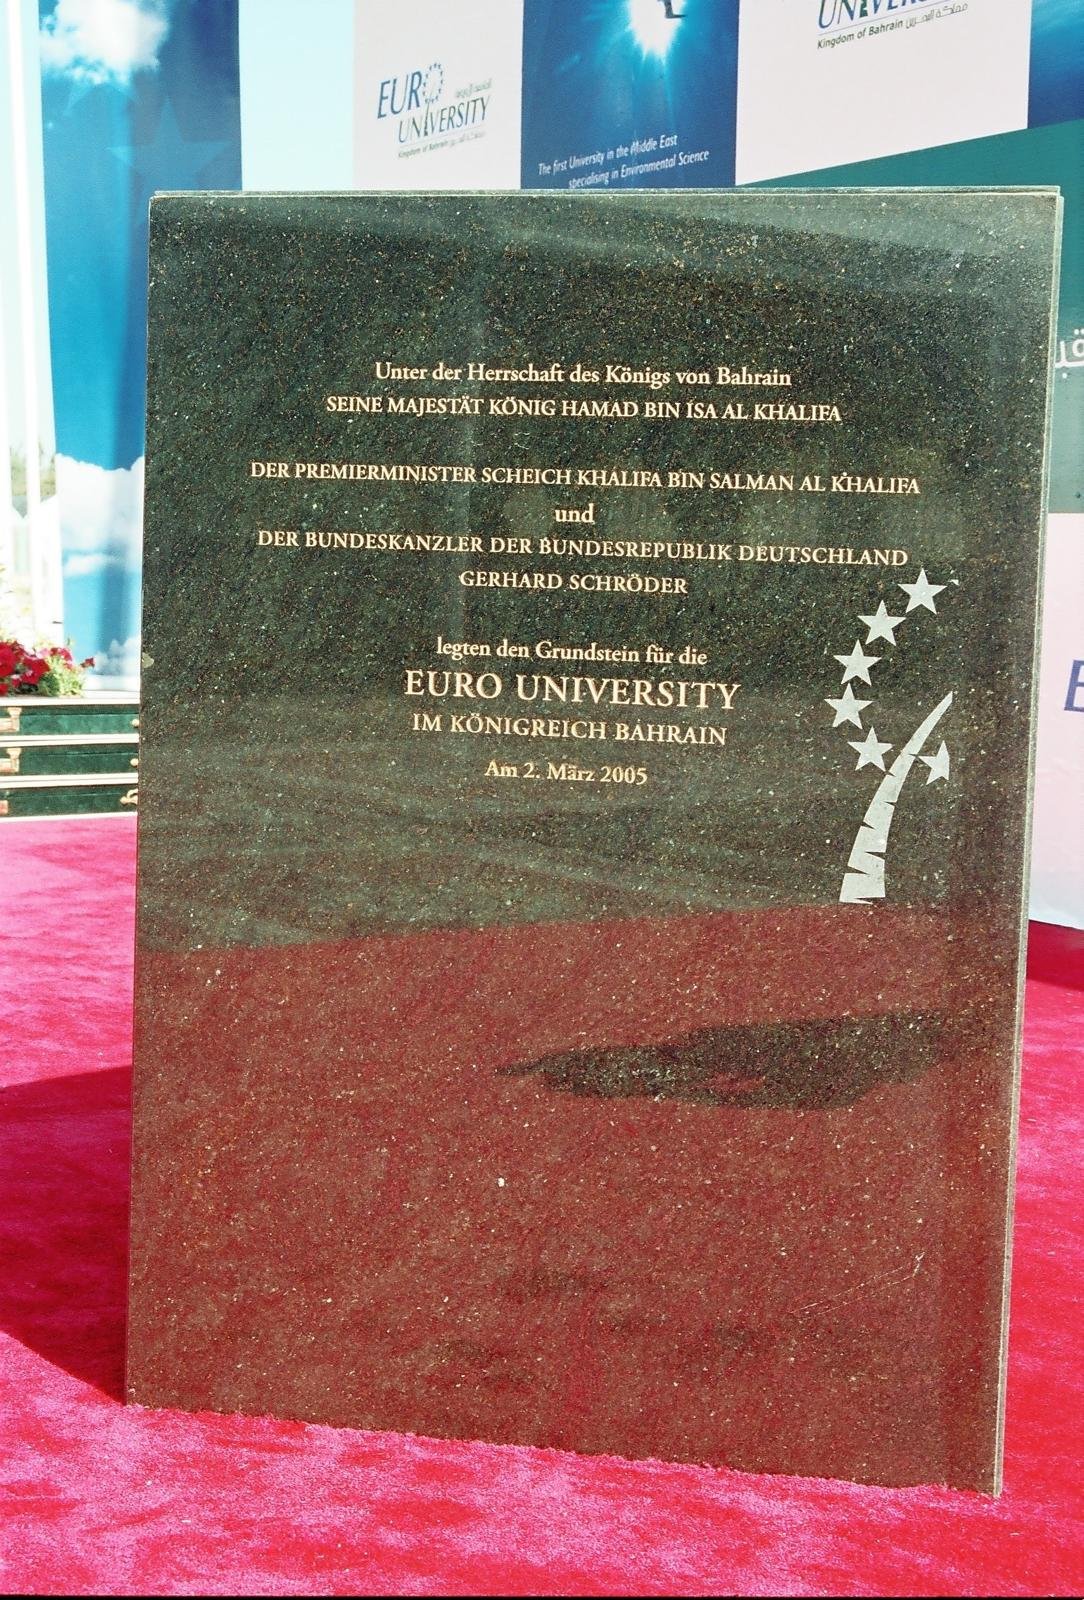 EURO
UNIVERSITY
Kingdom of Bahrain
The first University in the Middle East
specialising in Environmental Science
Kingdom of Bahrain مملكة البحرين
Unter der Herrschaft des Königs von Bahrain
SEINE MAJESTÄT KÖNIG HAMAD BIN ISA AL KHALIFA
DER PREMIERMINISTER SCHEICH KHALIFA BIN SALMAN AL KHALIFA
und
DER BUNDESKANZLER DER BUNDESREPUBLIK DEUTSCHLAND
GERHARD SCHRÖDER
legten den Grundstein für die
EURO UNIVERSITY
IM KÖNIGREICH BAHRAIN
Am 2. März 2005